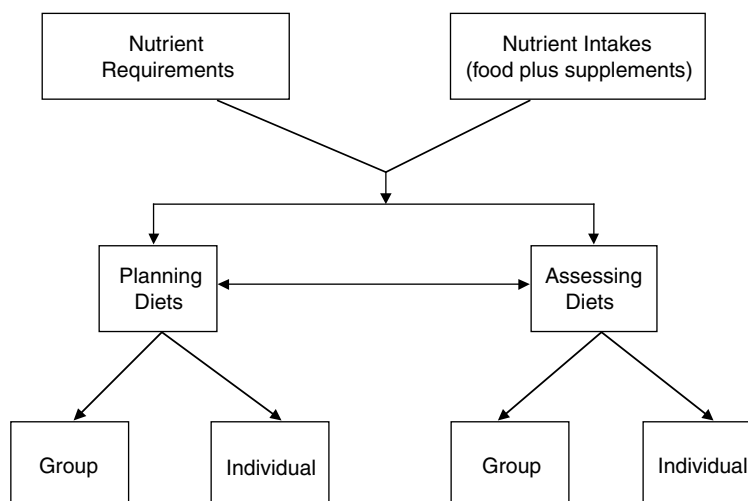 Nutrient
Requirements
Nutrient Intakes
(food plus supplements)
Planning
Diets
Assessing
Diets
Group
Individual
Group
Individual